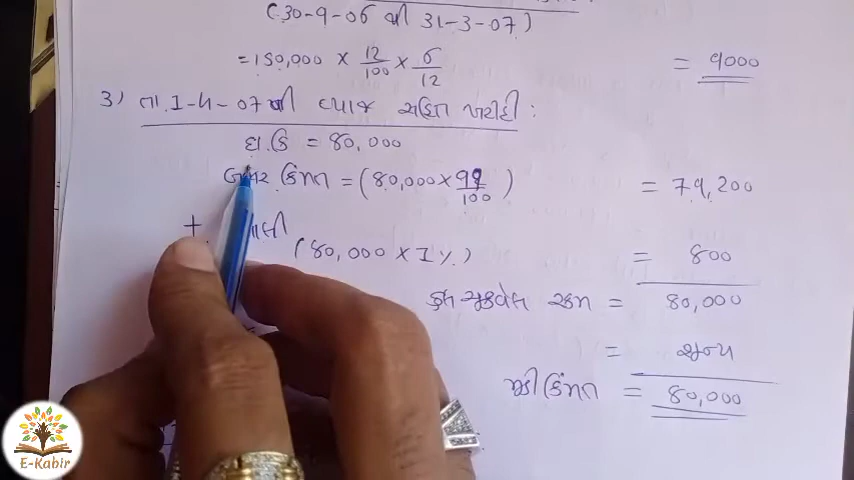 (30-9-06 થી 31-3-07)
= 150,000 × 12/100 × 6/12 = 9000
3) તા. 1-4-07 ની વ્યાજ સહિત ખરીદી :
દા.કિં = 80,000
બજાર કિંમત = (80,000 × 99/100) = 79,200
+
(80,000 × 1%) = 800
કુલ ચૂકવેલ રકમ = 80,000
= શૂન્ય
મૂડી કિંમત = 80,000
E-Kabir